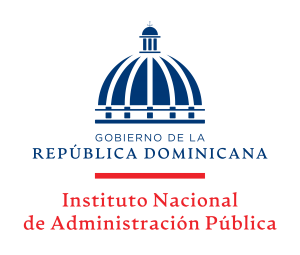 GOBIERNO DE LA
REPÚBLICA DOMINICANA
Instituto Nacional
de Administración Pública